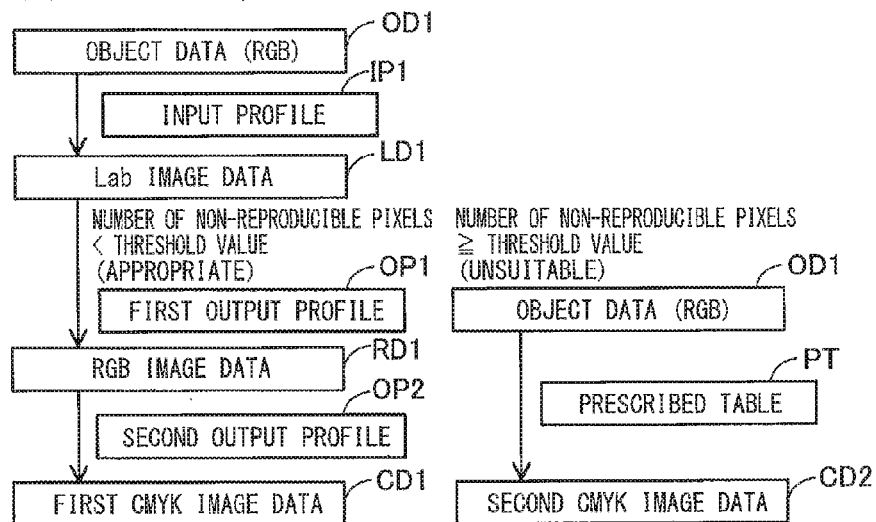 OD1
OBJECT DATA (RGB)
IP1
INPUT PROFILE
LD1
Lab IMAGE DATA
NUMBER OF NON-REPRODUCIBLE PIXELS
< THRESHOLD VALUE
(APPROPRIATE)
OP1
FIRST OUTPUT PROFILE
RD1
RGB IMAGE DATA
OP2
SECOND OUTPUT PROFILE
CD1
FIRST CMYK IMAGE DATA
NUMBER OF NON-REPRODUCIBLE PIXELS
≧ THRESHOLD VALUE
(UNSUITABLE)
OD1
OBJECT DATA (RGB)
PT
PRESCRIBED TABLE
CD2
SECOND CMYK IMAGE DATA